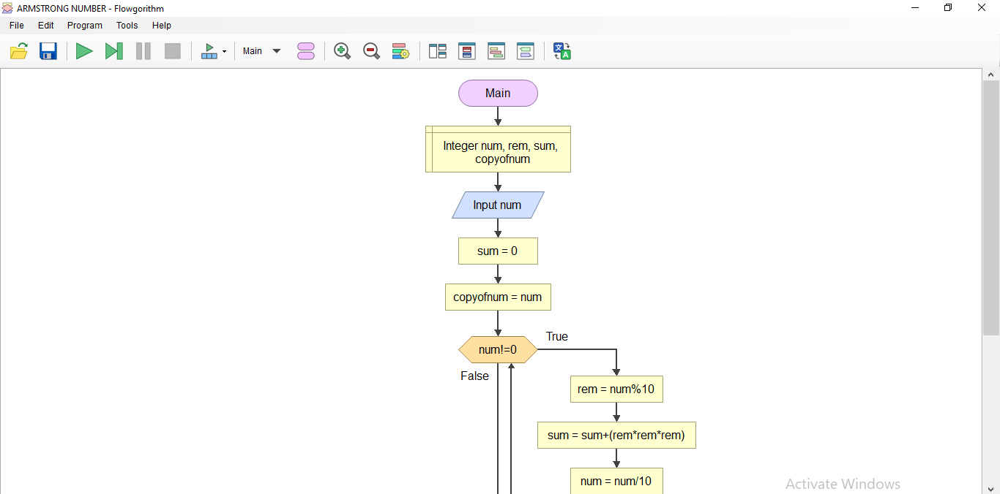 ARMSTRONG NUMBER - Flowgorithm
File Edit Program Tools Help
Main
文
A
Main
Integer num, rem, sum,
copyofnum
Input num
sum = 0
copyofnum = num
True
num!=0
False
rem = num%10
sum = sum+(rem*rem*rem)
num = num/10
Activate Windows